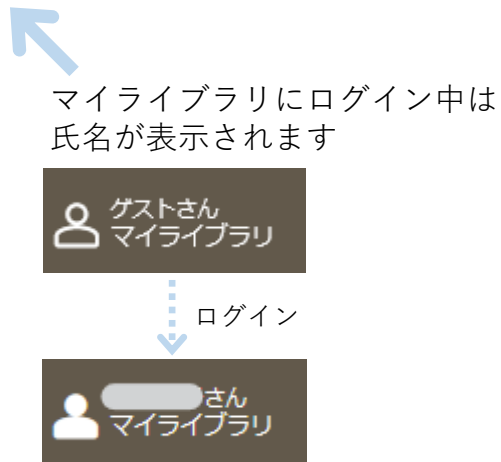 マイライブラリにログイン中は
氏名が表示されます
ゲストさん
マイライブラリ
ログイン
さん
マイライブラリ